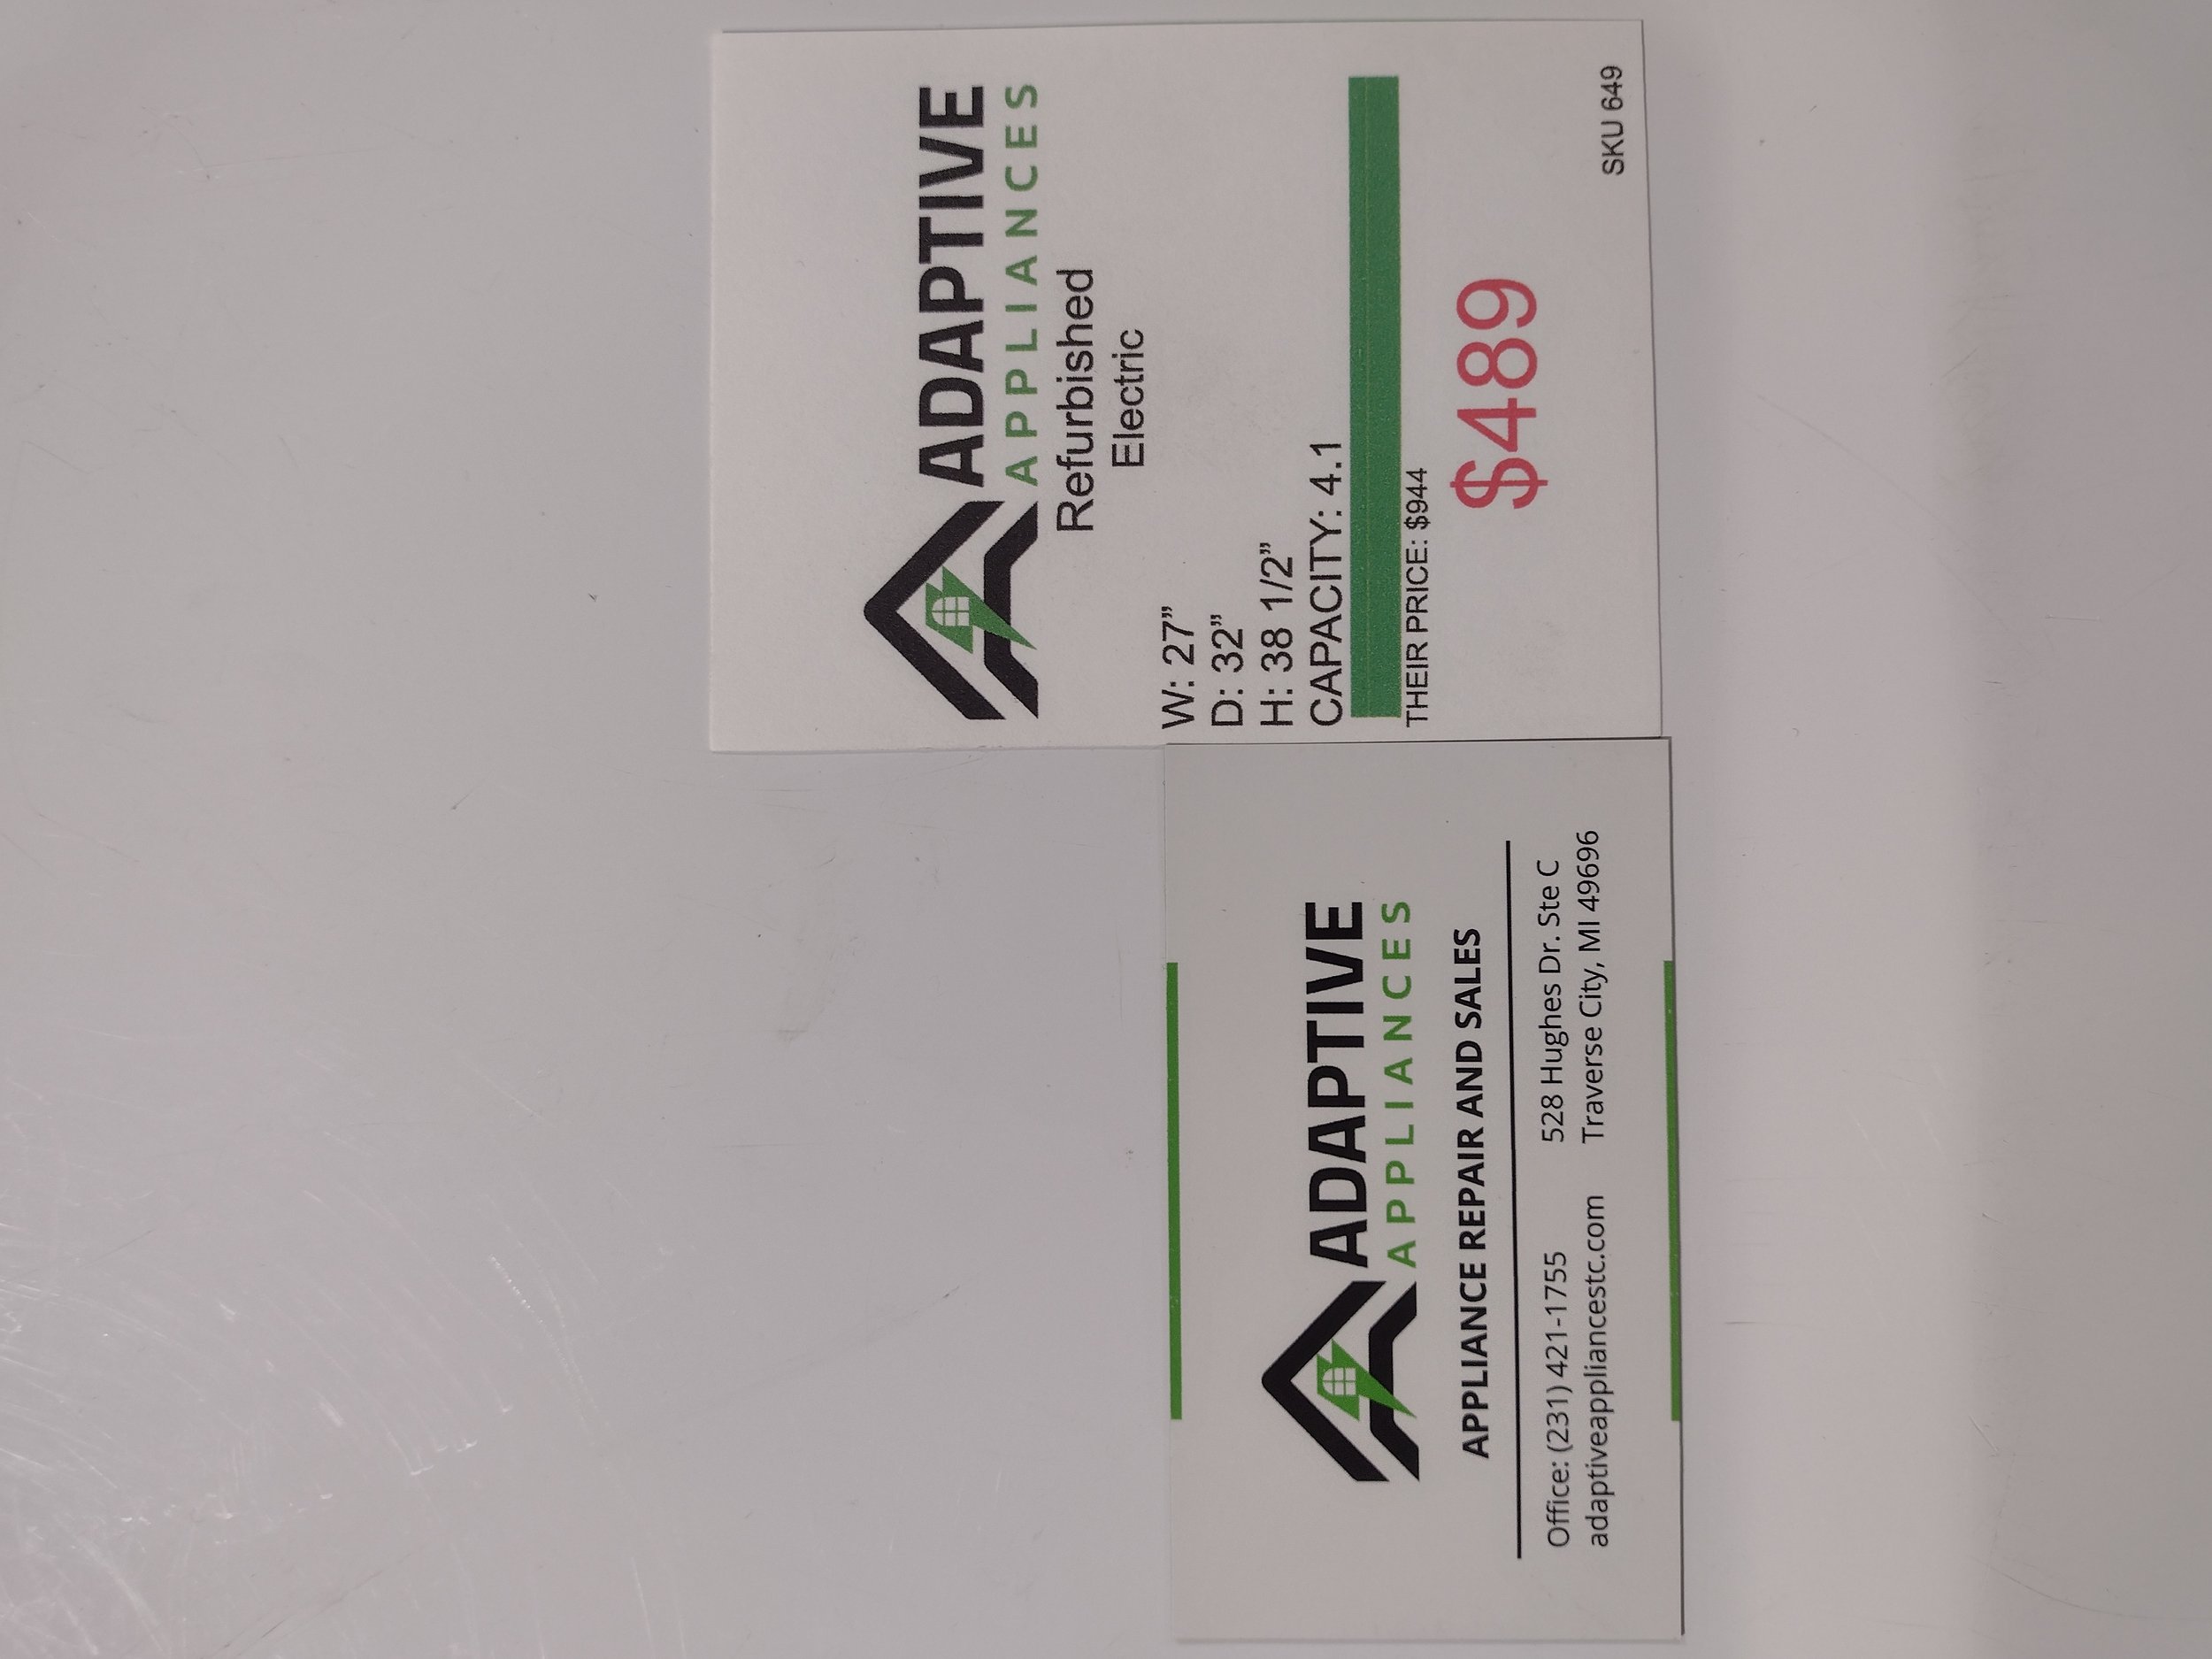 ADAPTIVE
APPLIANCES
APPLIANCE REPAIR AND SALES
Office: (231) 421-1755
adaptiveappliancestc.com
528 Hughes Dr. Ste C
Traverse City, MI 49696
ADAPTIVE
APPLIANCES
Refurbished
Electric
W: 27”
D: 32”
H: 38 1/2”
CAPACITY: 4.1
THEIR PRICE: $944
$489
SKU 649